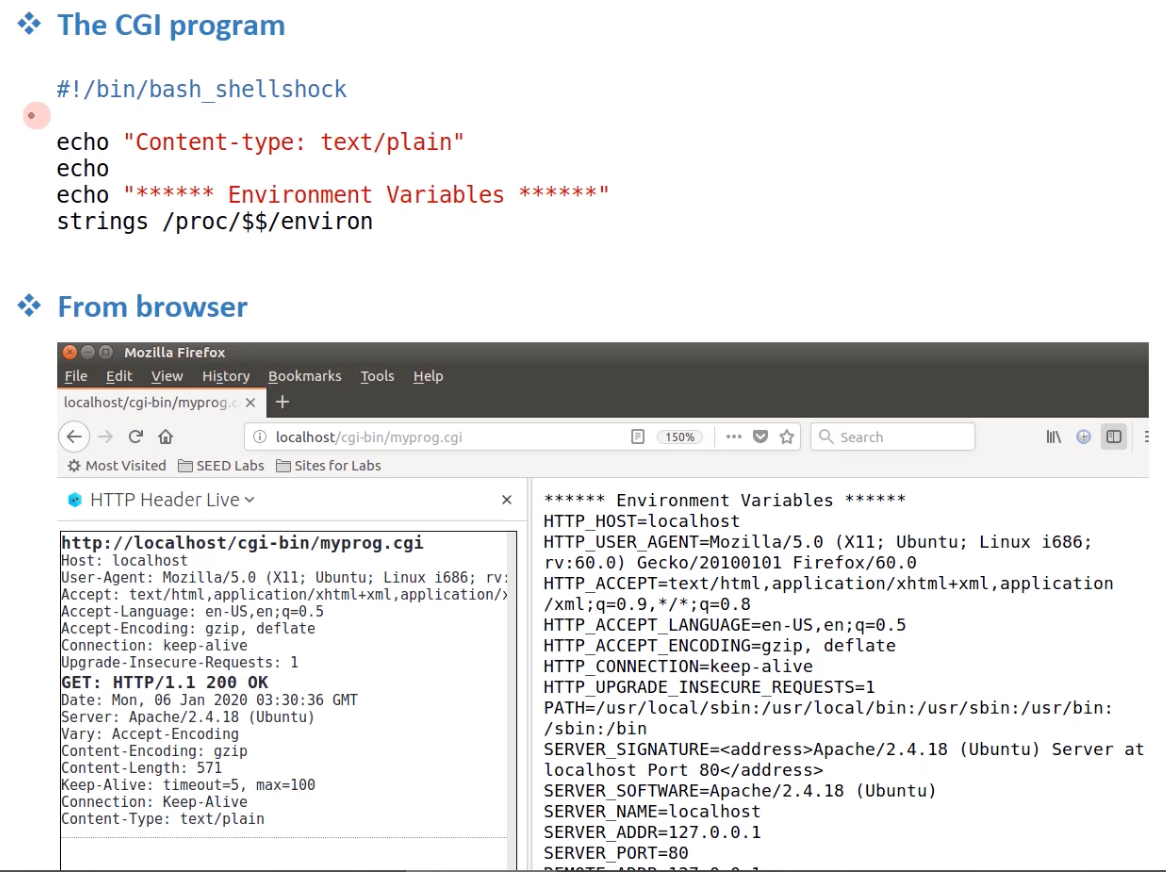 The CGI program
#!/bin/bash_shellshock
echo "Content-type: text/plain"
echo
echo "****** Environment Variables ******"
strings /proc/$$/environ
From browser
Mozilla Firefox
File Edit View History Bookmarks Tools Help
localhost/cgi-bin/myprog.c
localhost/cgi-bin/myprog.cgi 150% Search
Most Visited SEED Labs Sites for Labs
HTTP Header Live
http://localhost/cgi-bin/myprog.cgi
Host: localhost
User-Agent: Mozilla/5.0 (X11; Ubuntu; Linux i686; rv:
Accept: text/html,application/xhtml+xml,application/x
Accept-Language: en-US,en;q=0.5
Accept-Encoding: gzip, deflate
Connection: keep-alive
Upgrade-Insecure-Requests: 1
GET: HTTP/1.1 200 OK
Date: Mon, 06 Jan 2020 03:30:36 GMT
Server: Apache/2.4.18 (Ubuntu)
Vary: Accept-Encoding
Content-Encoding: gzip
Content-Length: 571
Keep-Alive: timeout=5, max=100
Connection: Keep-Alive
Content-Type: text/plain
****** Environment Variables ******
HTTP_HOST=localhost
HTTP_USER_AGENT=Mozilla/5.0 (X11; Ubuntu; Linux i686;
rv:60.0) Gecko/20100101 Firefox/60.0
HTTP_ACCEPT=text/html,application/xhtml+xml,application
/xml;q=0.9,*/*;q=0.8
HTTP_ACCEPT_LANGUAGE=en-US,en;q=0.5
HTTP_ACCEPT_ENCODING=gzip, deflate
HTTP_CONNECTION=keep-alive
HTTP_UPGRADE_INSECURE_REQUESTS=1
PATH=/usr/local/sbin:/usr/local/bin:/usr/sbin:/usr/bin:
/sbin:/bin
SERVER_SIGNATURE=<address>Apache/2.4.18 (Ubuntu) Server at
localhost Port 80</address>
SERVER_SOFTWARE=Apache/2.4.18 (Ubuntu)
SERVER_NAME=localhost
SERVER_ADDR=127.0.0.1
SERVER_PORT=80